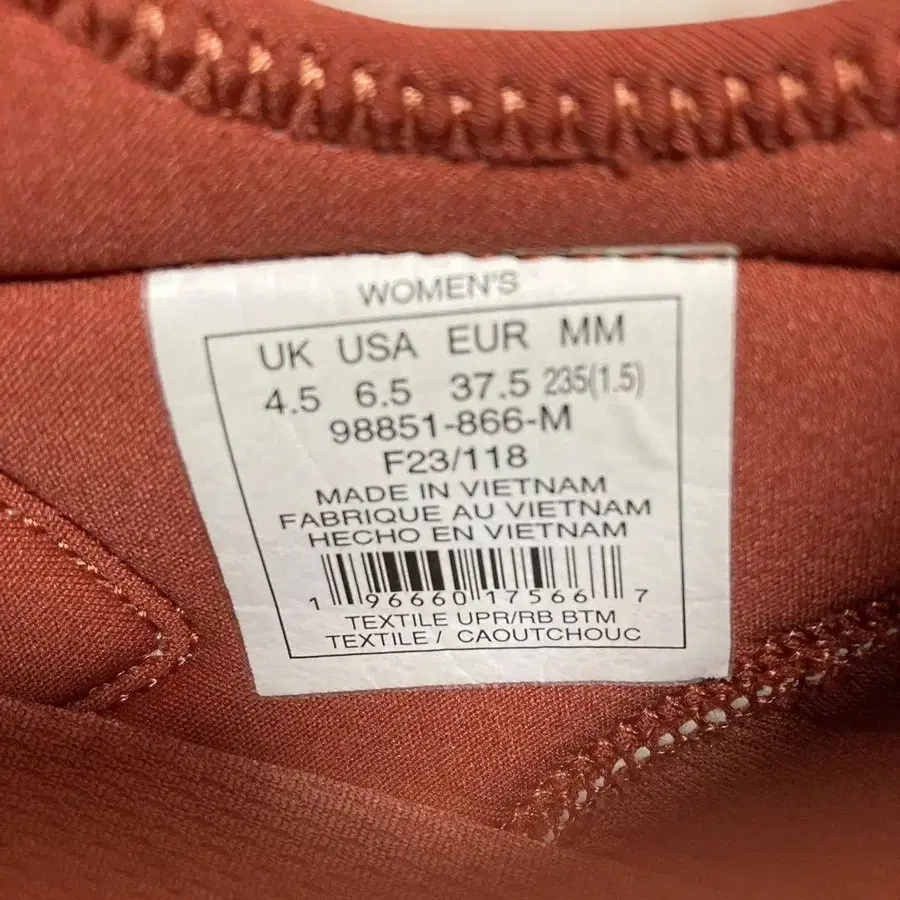 WOMEN'S
UK USA EUR MM
4.5 6.5 37.5 235(1.5)
98851-866-M
F23/118
MADE IN VIETNAM
FABRIQUE AU VIETNAM
HECHO EN VIETNAM
1 96660 17566 7
TEXTILE UPR/RB BTM
TEXTILE / CAOUTCHOUC